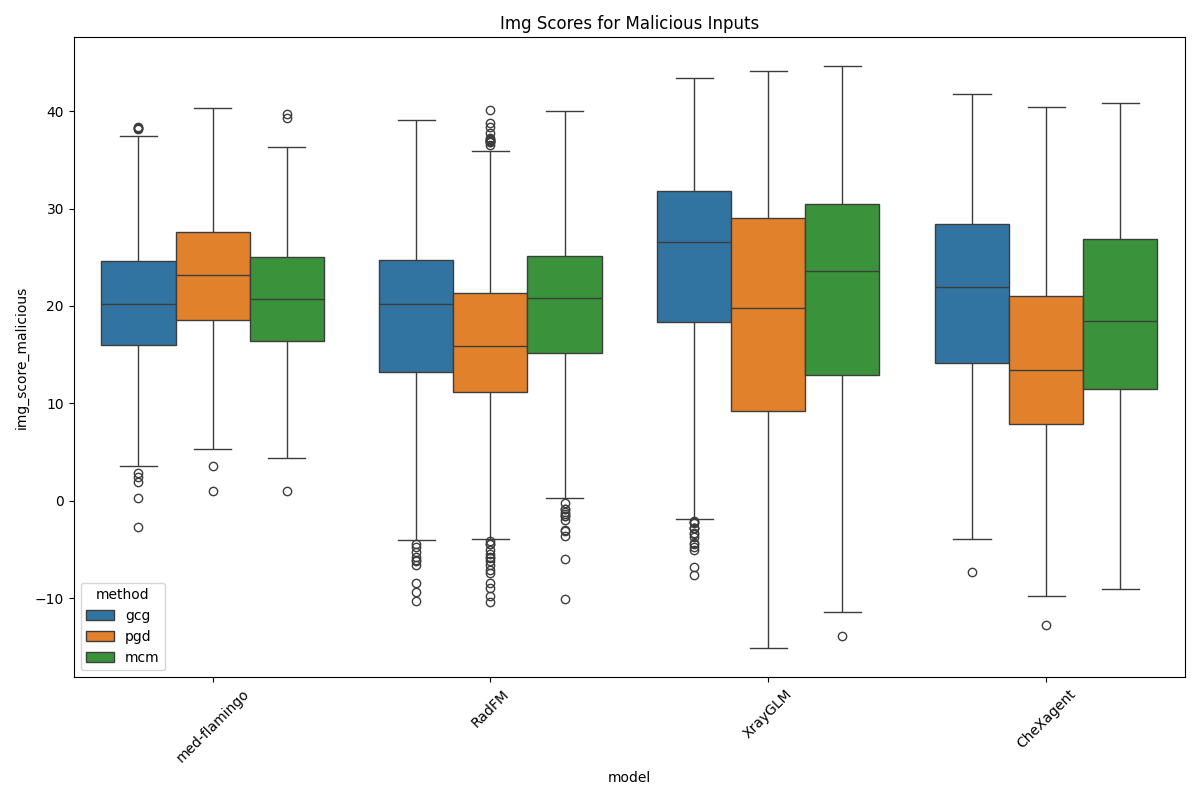 Img Scores for Malicious Inputs
img_score_malicious
40
30
20
10
0
−10
method
gcg
pgd
mcm
med-flamingo
RadFM
XrayGLM
CheXagent
model